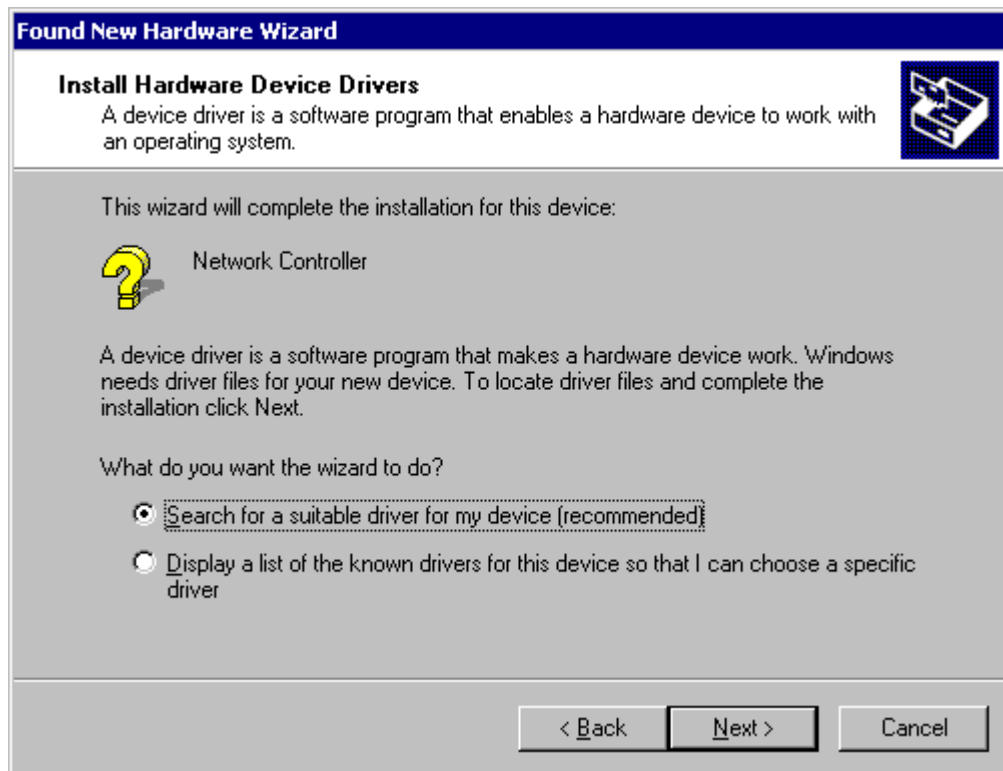 Found New Hardware Wizard
Install Hardware Device Drivers
A device driver is a software program that enables a hardware device to work with
an operating system.
This wizard will complete the installation for this device:
Network Controller
A device driver is a software program that makes a hardware device work. Windows
needs driver files for your new device. To locate driver files and complete the
installation click Next.
What do you want the wizard to do?
Search for a suitable driver for my device (recommended)
Display a list of the known drivers for this device so that I can choose a specific
driver
< Back
Next >
Cancel